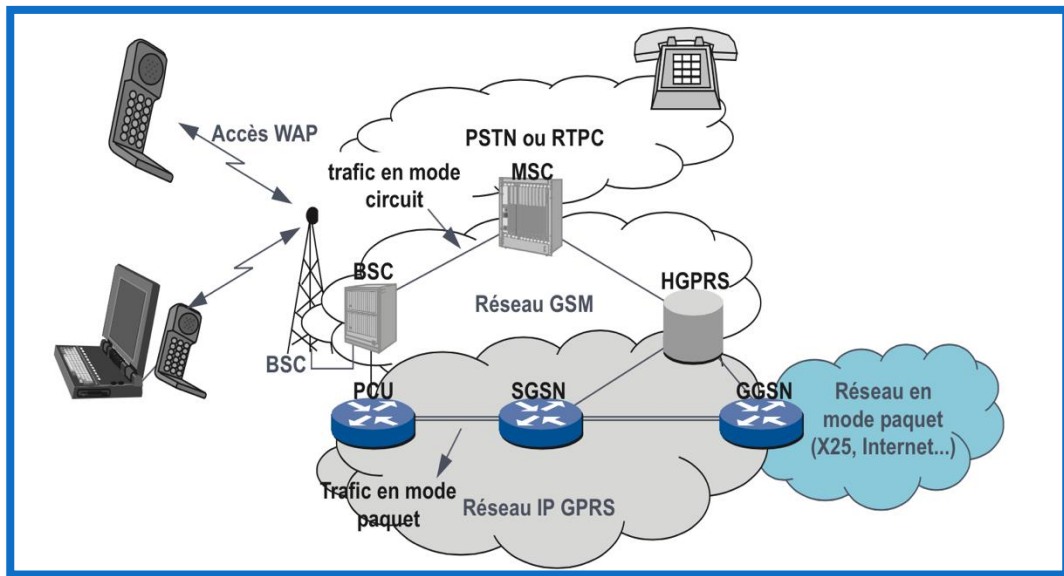 Accès WAP
PSTN ou RTPC
MSC
trafic en mode
circuit
BSC
HGPRS
Réseau GSM
BSC
PCU
SGSN
GGSN
Réseau en
mode paquet
(X25, Internet...)
Trafic en mode
paquet
Réseau IP GPRS